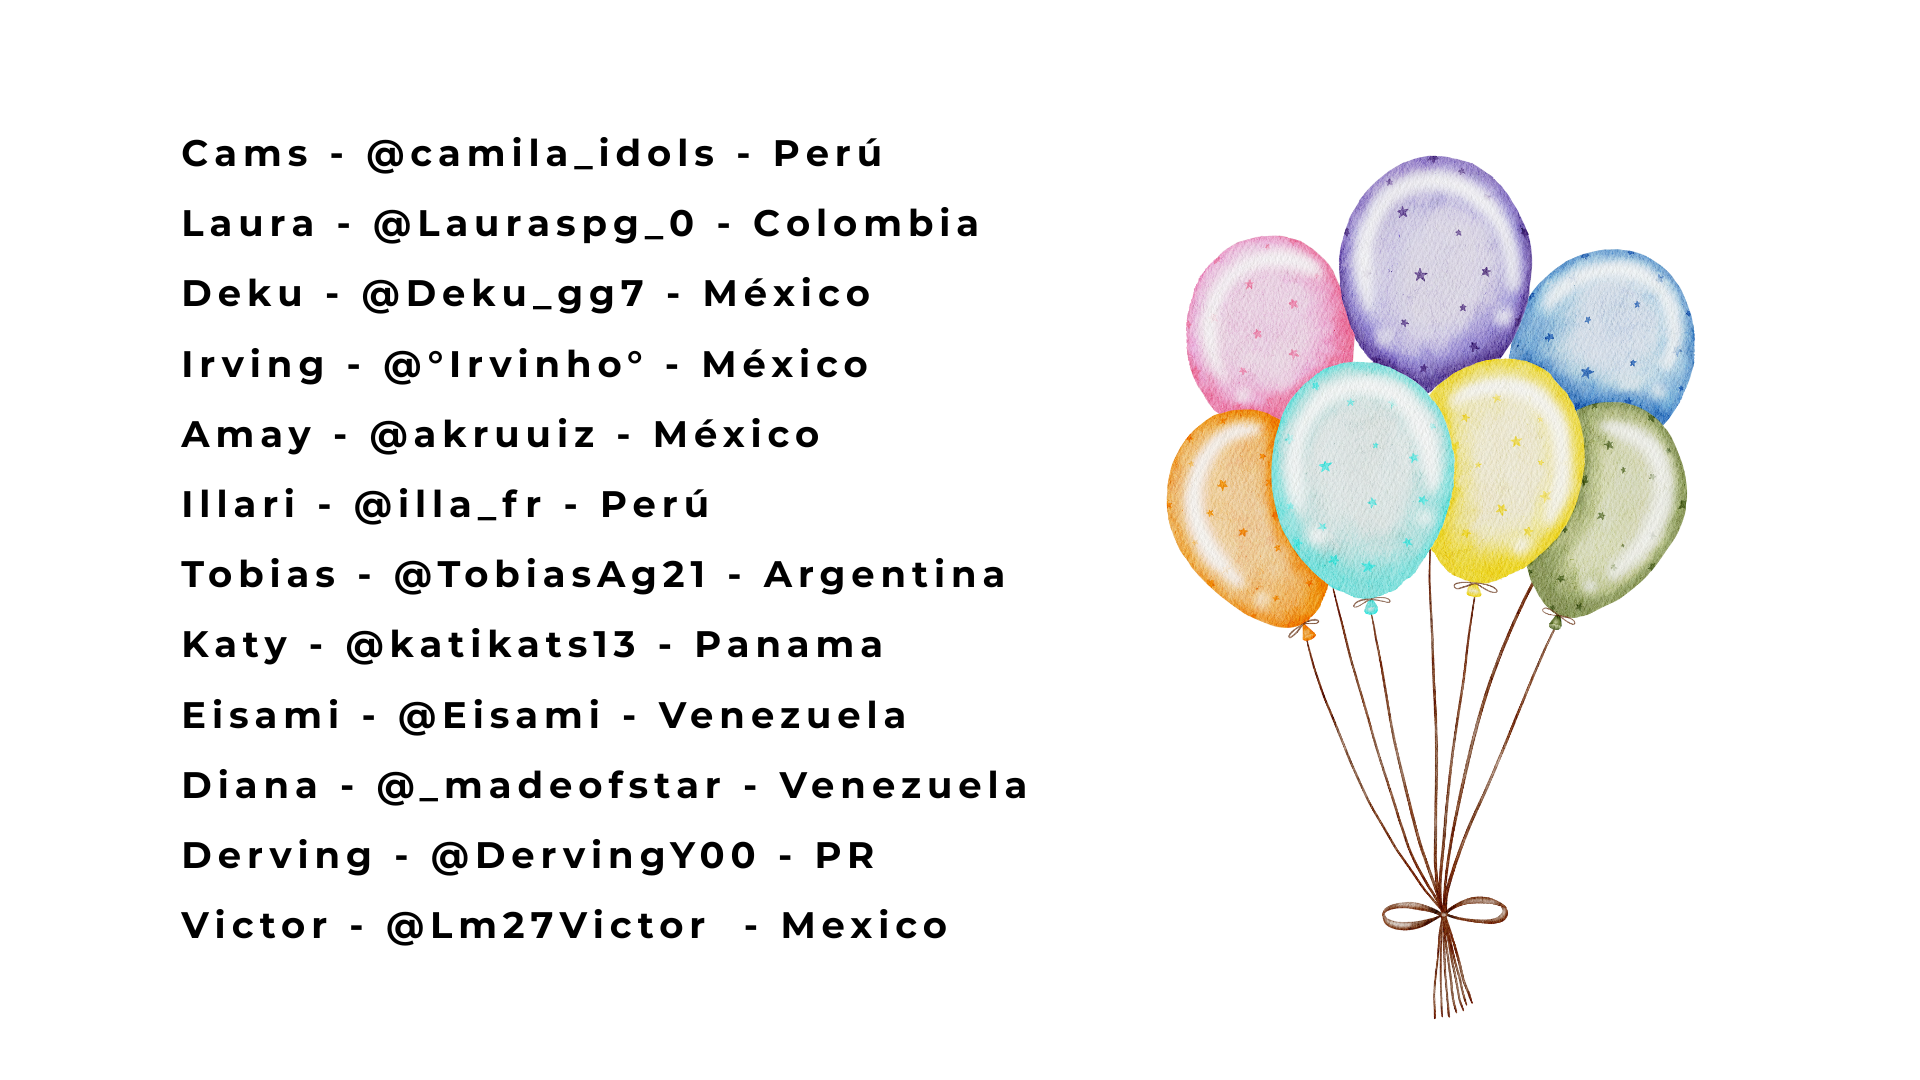 Cams - @camila_idols - Perú
Laura - @Lauraspg_0 - Colombia
Deku - @Deku_gg7 - México
Irving - @°Irvinho° - México
Amay - @akruuiz - México
Illari - @illa_fr - Perú
Tobias - @TobiasAg21 - Argentina
Katy - @katikats13 - Panama
Eisami - @Eisami - Venezuela
Diana - @_madeofstar - Venezuela
Derving - @DervingY00 - PR
Victor - @Lm27Victor  - Mexico